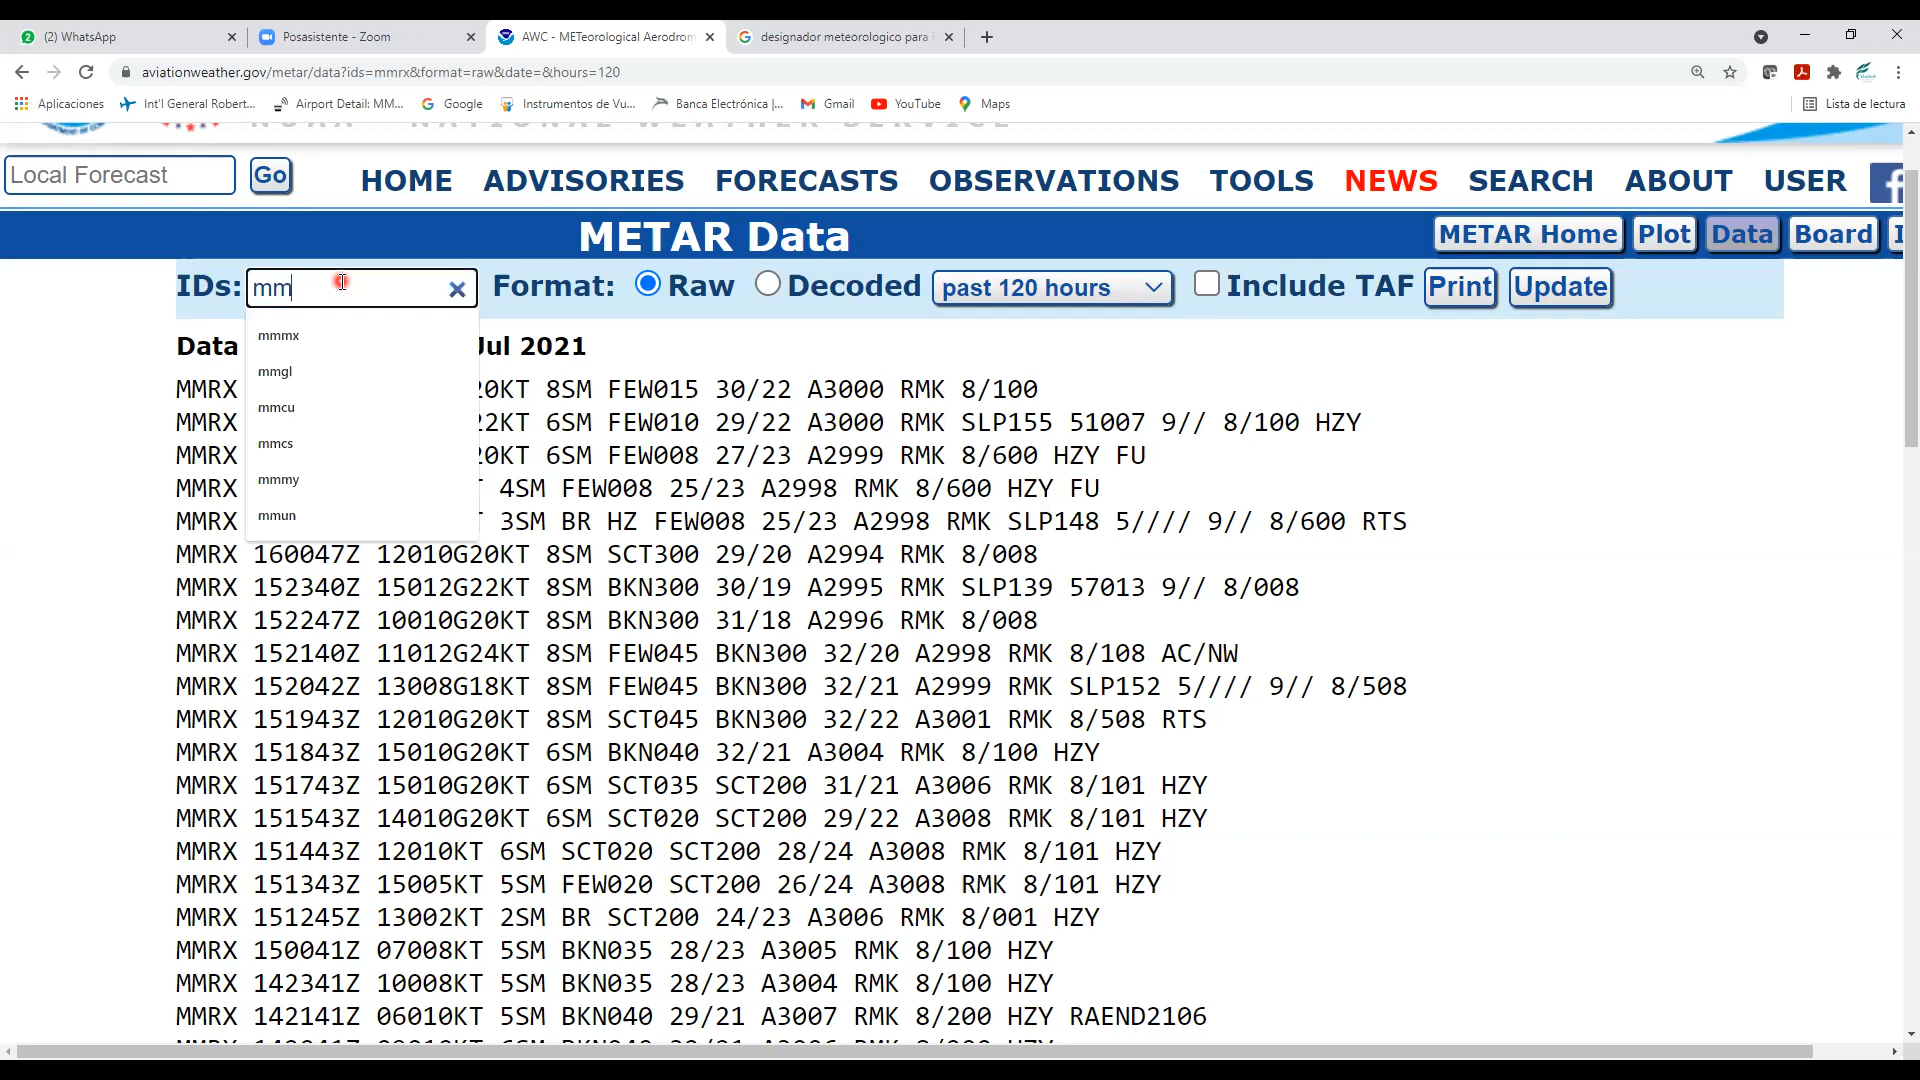 (2) WhatsApp
Posasistente - Zoom
AWC - METeorological Aerodrom
designador meteorologico para
aviationweather.gov/metar/data?ids=mmrx&format=raw&date=&hours=120
Aplicaciones
Int'l General Robert...
Airport Detail: MM...
Google
Instrumentos de Vu...
Banca Electrónica |...
Gmail
YouTube
Maps
Lista de lectura
NOAA NATIONAL WEATHER SERVICE
Local Forecast
Go
HOME ADVISORIES FORECASTS OBSERVATIONS TOOLS NEWS SEARCH ABOUT USER
METAR Data
METAR Home Plot Data Board
IDs: mm
Format: Raw Decoded past 120 hours Include TAF Print Update
mmmx
mmgl
mmcu
mmcs
mmmy
mmun
Data Jul 2021
MMRX 20KT 8SM FEW015 30/22 A3000 RMK 8/100
MMRX 22KT 6SM FEW010 29/22 A3000 RMK SLP155 51007 9// 8/100 HZY
MMRX 20KT 6SM FEW008 27/23 A2999 RMK 8/600 HZY FU
MMRX 4SM FEW008 25/23 A2998 RMK 8/600 HZY FU
MMRX 3SM BR HZ FEW008 25/23 A2998 RMK SLP148 5//// 9// 8/600 RTS
MMRX 160047Z 12010G20KT 8SM SCT300 29/20 A2994 RMK 8/008
MMRX 152340Z 15012G22KT 8SM BKN300 30/19 A2995 RMK SLP139 57013 9// 8/008
MMRX 152247Z 10010G20KT 8SM BKN300 31/18 A2996 RMK 8/008
MMRX 152140Z 11012G24KT 8SM FEW045 BKN300 32/20 A2998 RMK 8/108 AC/NW
MMRX 152042Z 13008G18KT 8SM FEW045 BKN300 32/21 A2999 RMK SLP152 5//// 9// 8/508
MMRX 151943Z 12010G20KT 8SM SCT045 BKN300 32/22 A3001 RMK 8/508 RTS
MMRX 151843Z 15010G20KT 6SM BKN040 32/21 A3004 RMK 8/100 HZY
MMRX 151743Z 15010G20KT 6SM SCT035 SCT200 31/21 A3006 RMK 8/101 HZY
MMRX 151543Z 14010G20KT 6SM SCT020 SCT200 29/22 A3008 RMK 8/101 HZY
MMRX 151443Z 12010KT 6SM SCT020 SCT200 28/24 A3008 RMK 8/101 HZY
MMRX 151343Z 15005KT 5SM FEW020 SCT200 26/24 A3008 RMK 8/101 HZY
MMRX 151245Z 13002KT 2SM BR SCT200 24/23 A3006 RMK 8/001 HZY
MMRX 150041Z 07008KT 5SM BKN035 28/23 A3005 RMK 8/100 HZY
MMRX 142341Z 10008KT 5SM BKN035 28/23 A3004 RMK 8/100 HZY
MMRX 142141Z 06010KT 5SM BKN040 29/21 A3007 RMK 8/200 HZY RAEND2106